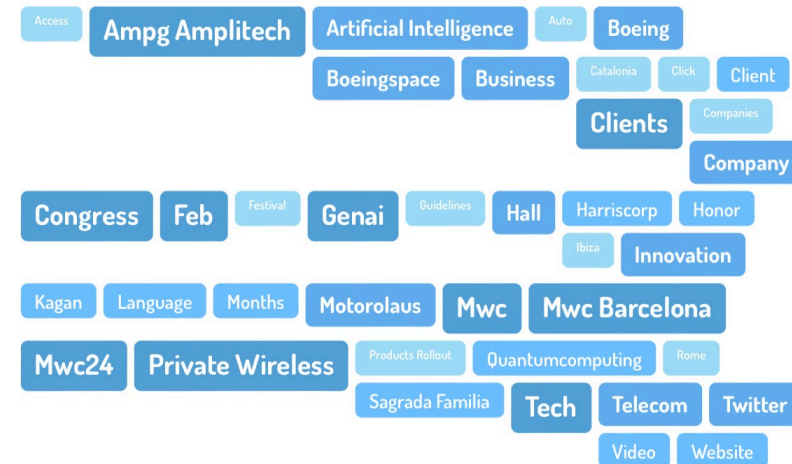 Access Ampg Amplitech Artificial Intelligence Auto Boeing
Boeingspace Business Catalonia Click Client
Clients Companies
Company
Congress Feb Festival Genai Guidelines Hall Harriscorp Honor
Ibiza Innovation
Kagan Language Months Motorolaus Mwc Mwc Barcelona
Mwc24 Private Wireless Products Rollout Quantumcomputing Rome
Sagrada Familia Tech Telecom Twitter
Video Website